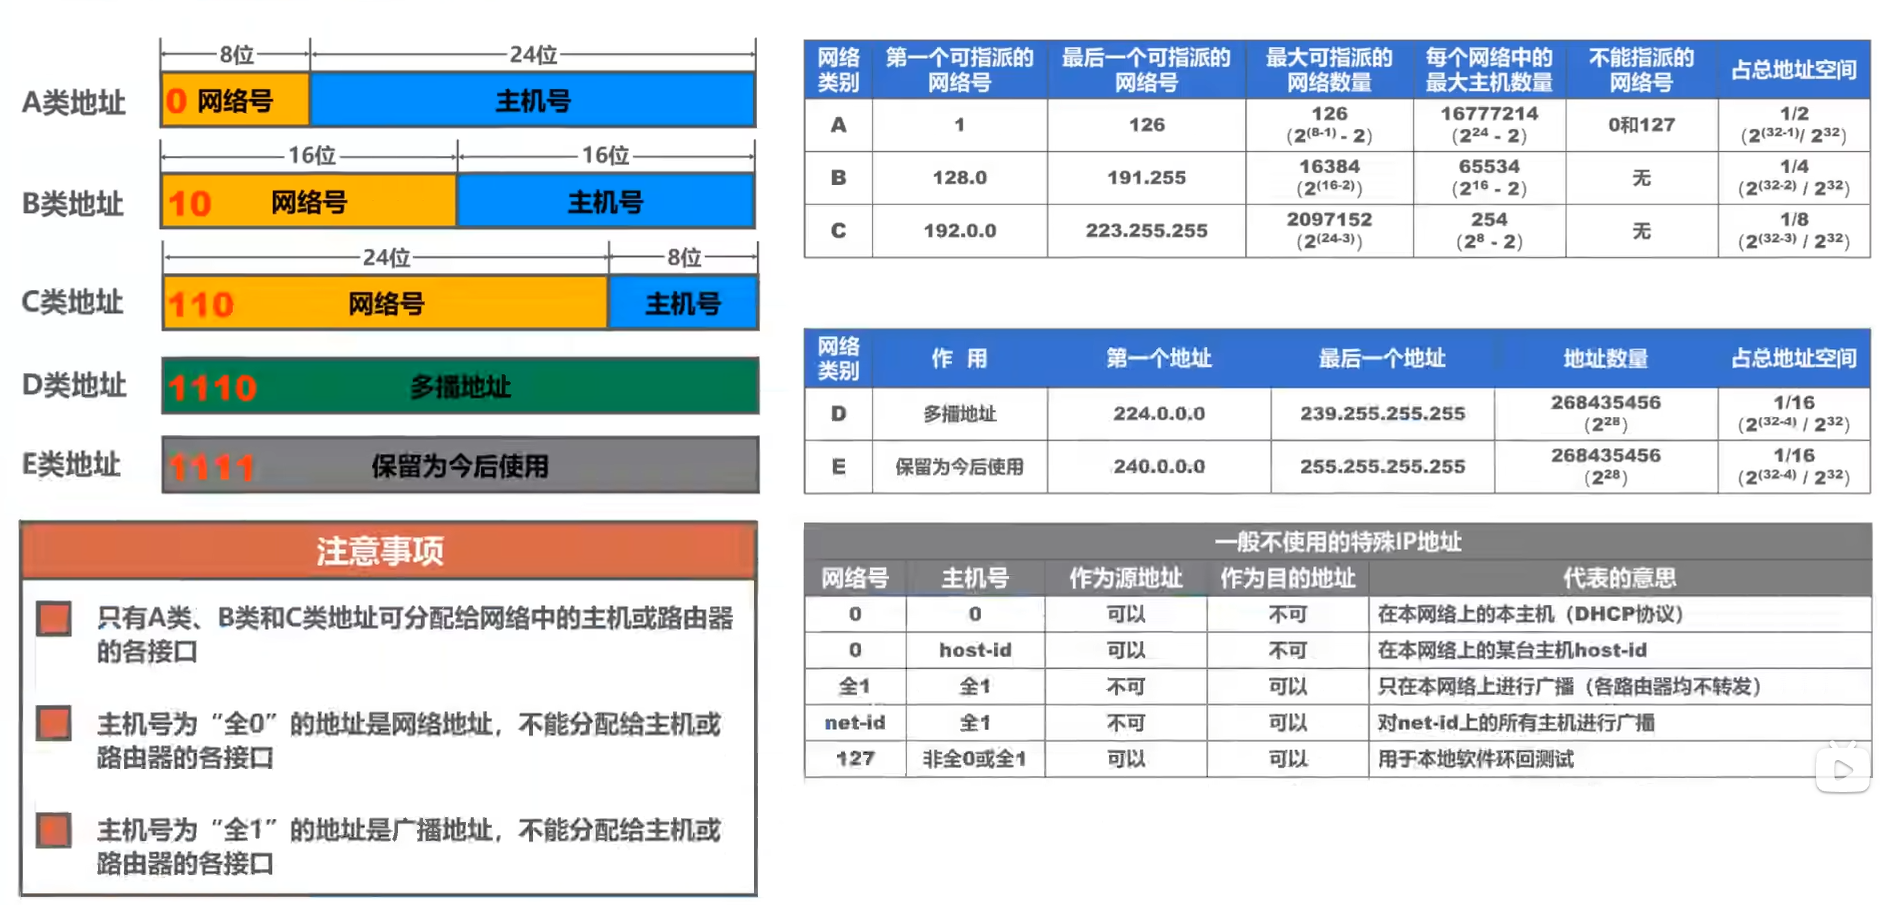 8位 24位
A类地址 0 网络号 主机号
16位 16位
B类地址 10 网络号 主机号
24位 8位
C类地址 110 网络号 主机号
D类地址 1110 多播地址
E类地址 1111 保留为今后使用
注意事项
只有A类、B类和C类地址可分配给网络中的主机或路由器
的各接口
主机号为“全0”的地址是网络地址，不能分配给主机或
路由器的各接口
主机号为“全1”的地址是广播地址，不能分配给主机或
路由器的各接口
网络类别 第一个可指派的网络号 最后一个可指派的网络号 最大可指派的网络数量 每个网络中的最大主机数量 不能指派的网络号 占总地址空间
A 1 126 126 (2^(8-1) - 2) 16777214 (2^24 - 2) 0和127 1/2 (2^(32-1)/ 2^32)
B 128.0 191.255 16384 (2^(16-2)) 65534 (2^16 - 2) 无 1/4 (2^(32-2) / 2^32)
C 192.0.0 223.255.255 2097152 (2^(24-3)) 254 (2^8 - 2) 无 1/8 (2^(32-3) / 2^32)
网络类别 作 用 第一个地址 最后一个地址 地址数量 占总地址空间
D 多播地址 224.0.0.0 239.255.255.255 268435456 (2^28) 1/16 (2^(32-4) / 2^32)
E 保留为今后使用 240.0.0.0 255.255.255.255 268435456 (2^28) 1/16 (2^(32-4) / 2^32)
一般不使用的特殊IP地址
网络号 主机号 作为源地址 作为目的地址 代表的意思
0 0 可以 不可 在本网络上的本主机（DHCP协议）
0 host-id 可以 不可 在本网络上的某台主机host-id
全1 全1 不可 可以 只在本网络上进行广播（各路由器均不转发）
net-id 全1 不可 可以 对net-id上的所有主机进行广播
127 非全0或全1 可以 可以 用于本地软件环回测试